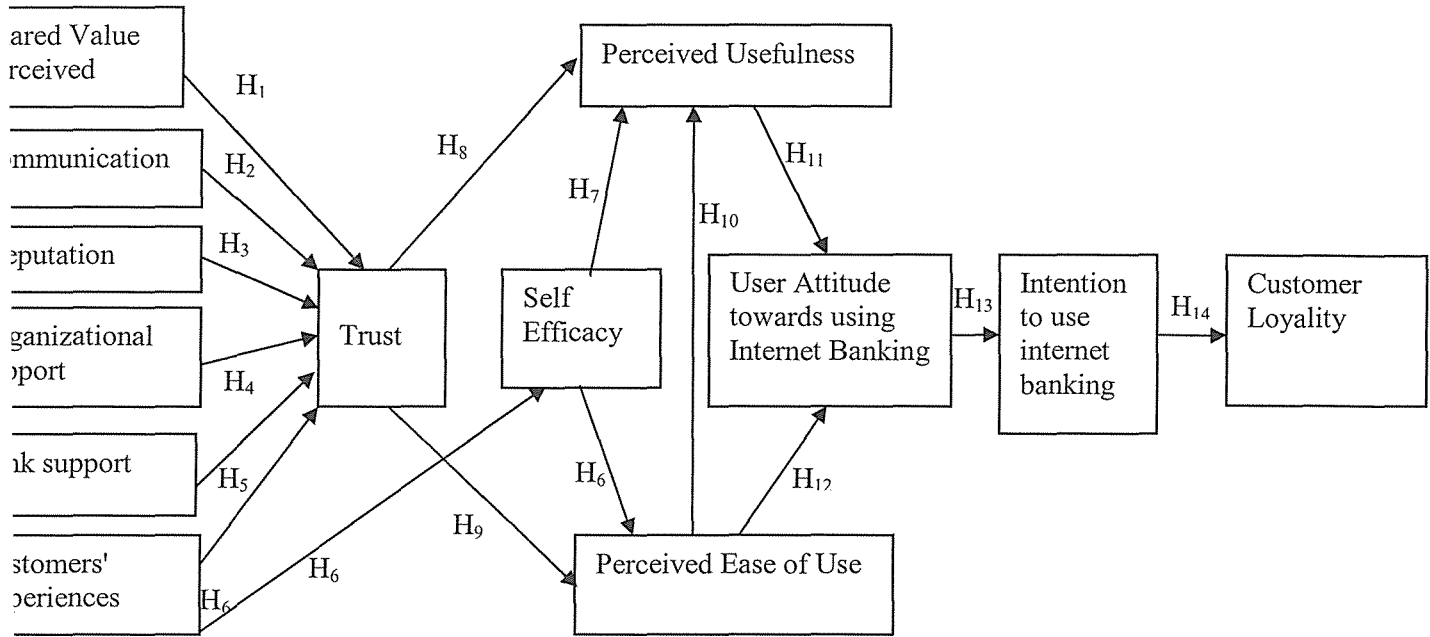 ared Value
rceived
ommunication
eputation
ganizational
pport
nk support
stomers'
periences
H1
H2
H3
H4
H5
H6
H6
Trust
H8
H9
Self
Efficacy
H7
H6
Perceived Usefulness
H10
Perceived Ease of Use
H11
H12
User Attitude
towards using
Internet Banking
H13
Intention
to use
internet
banking
H14
Customer
Loyality